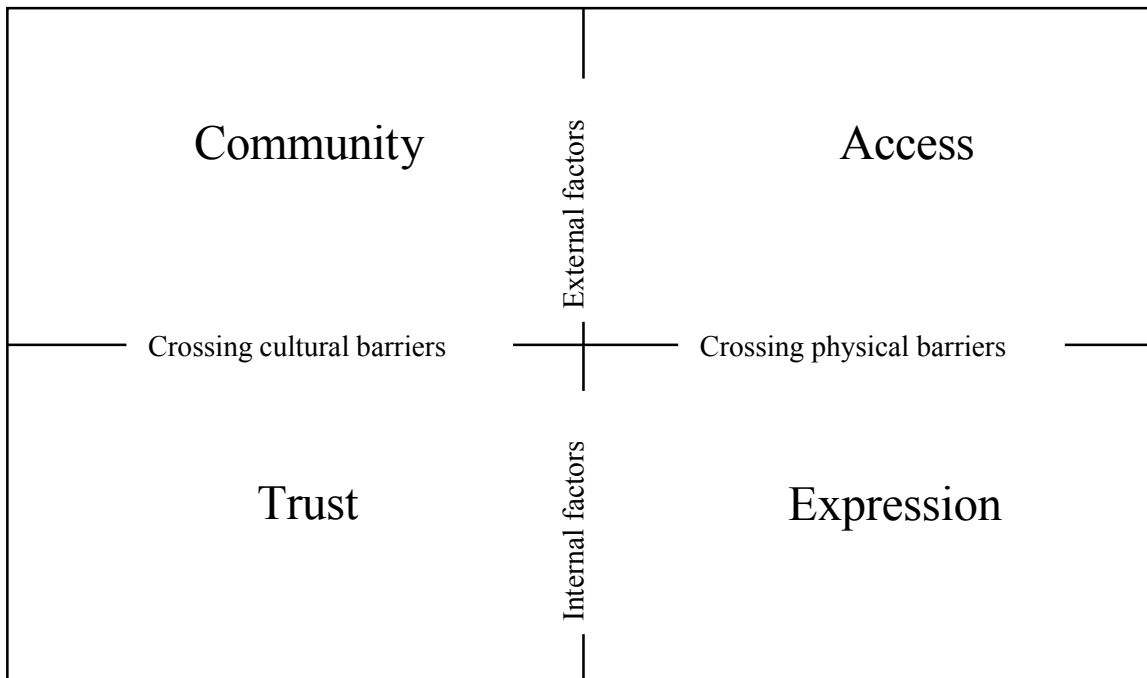 Community
Access
External factors
Crossing cultural barriers
Crossing physical barriers
Trust
Expression
Internal factors